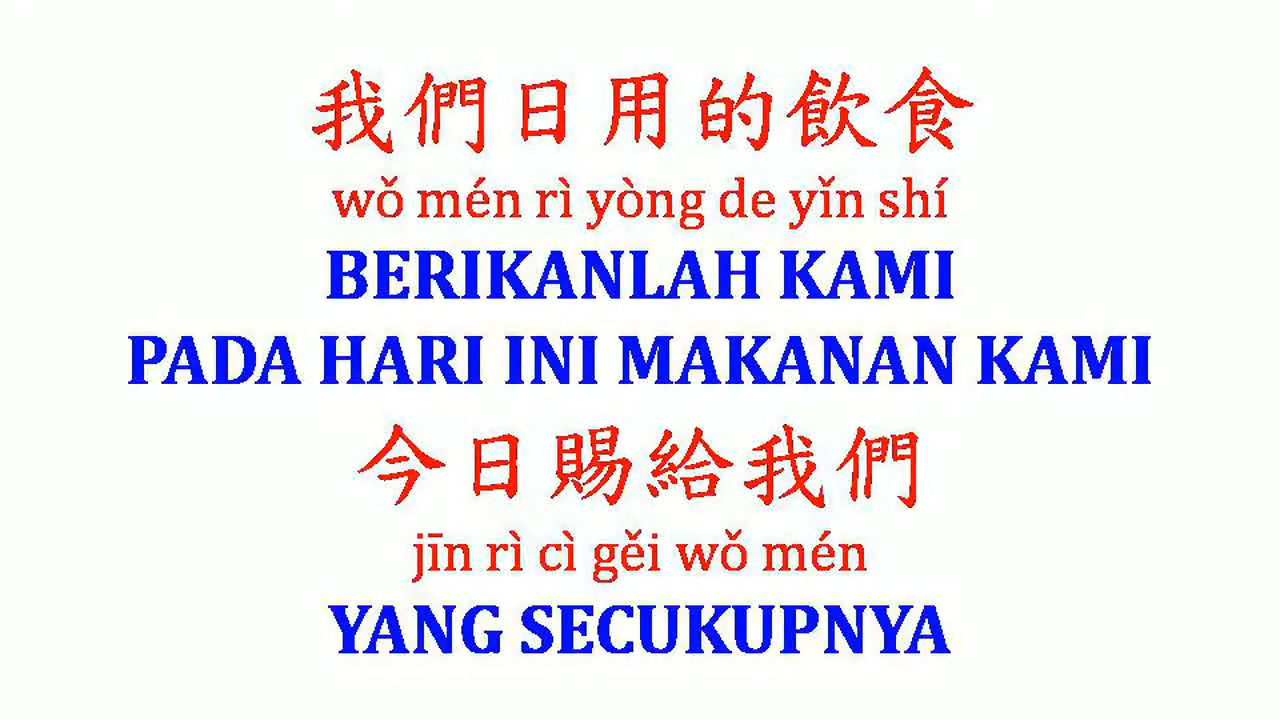 我們日用的飲食
wǒ mén rì yòng de yǐn shí
BERIKANLAH KAMI
PADA HARI INI MAKANAN KAMI
今日賜給我們
jīn rì cì gěi wǒ mén
YANG SECUKUPNYA